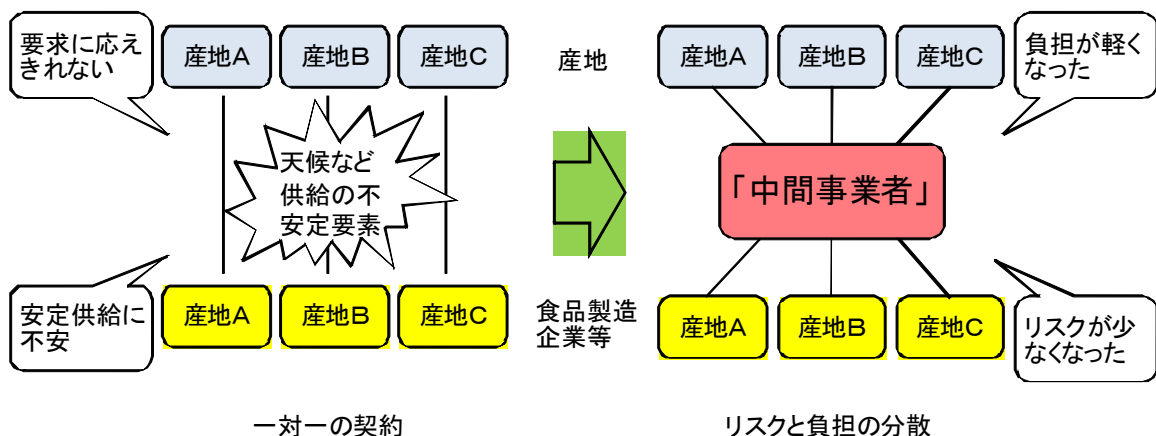 要求に応え
きれない
産地A
産地B
産地C
産地
産地A
産地B
産地C
負担が軽く
なった
天候など
供給の不
安定要素
「中間事業者」
安定供給に
不安
産地A
産地B
産地C
食品製造
企業等
産地A
産地B
産地C
リスクが少
なくなった
一対一の契約
リスクと負担の分散